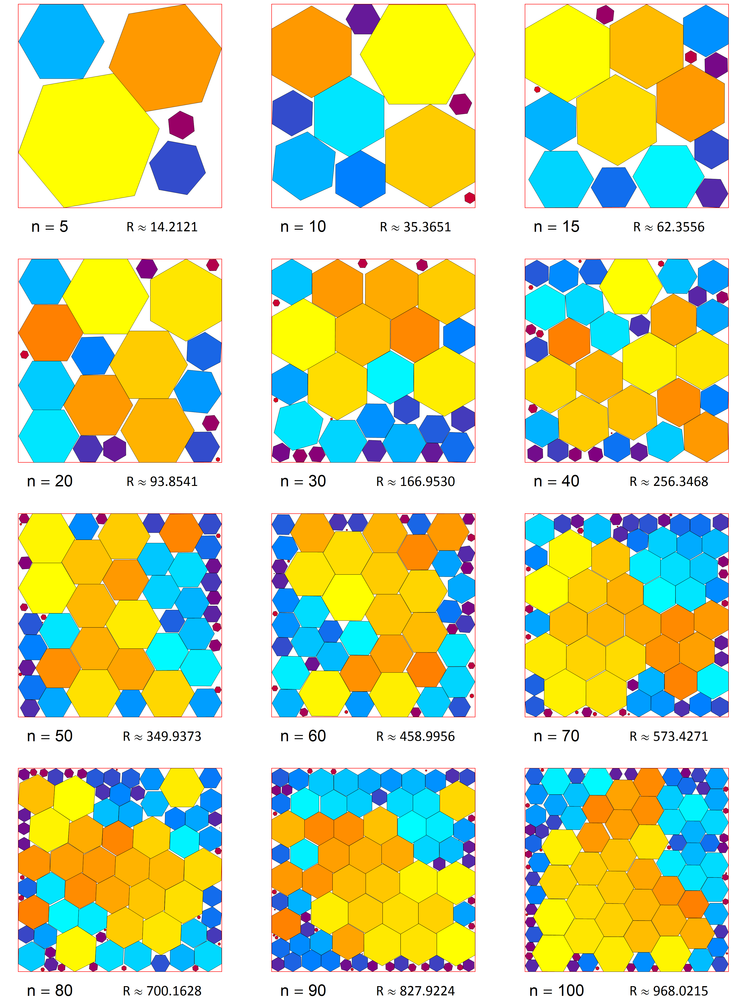 n = 5 R ≈ 14.2121
n = 10 R ≈ 35.3651
n = 15 R ≈ 62.3556
n = 20 R ≈ 93.8541
n = 30 R ≈ 166.9530
n = 40 R ≈ 256.3468
n = 50 R ≈ 349.9373
n = 60 R ≈ 458.9956
n = 70 R ≈ 573.4271
n = 80 R ≈ 700.1628
n = 90 R ≈ 827.9224
n = 100 R ≈ 968.0215